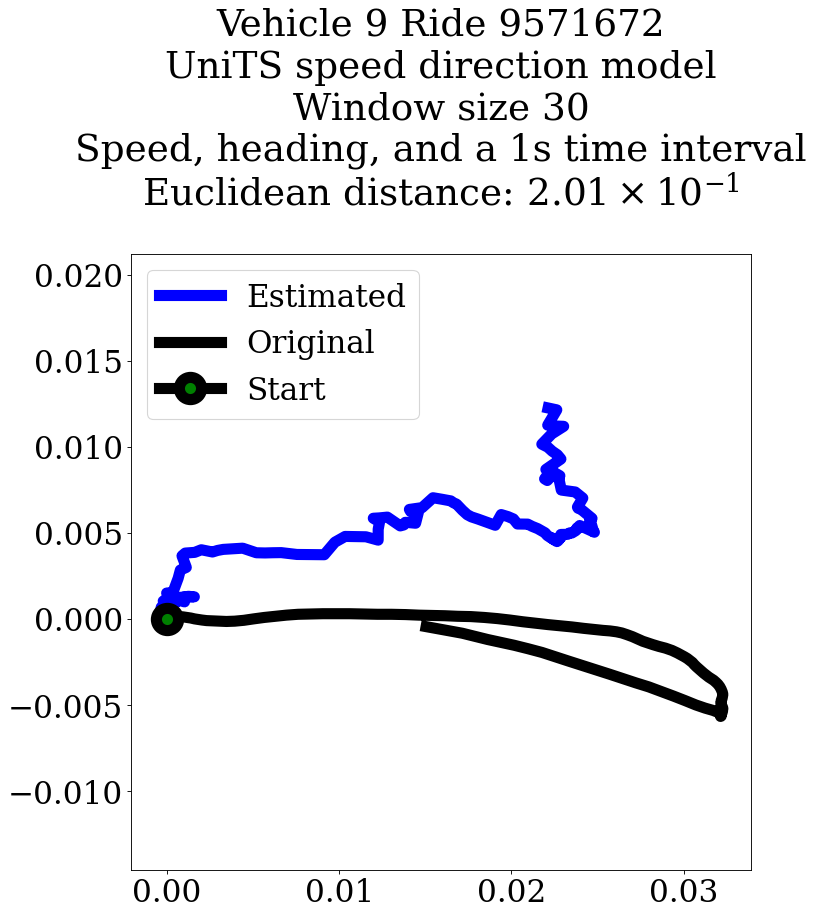 Vehicle 9 Ride 9571672
UniTS speed direction model
Window size 30
Speed, heading, and a 1s time interval
Euclidean distance: 2.01 × 10⁻¹
Estimated
Original
Start
0.020
0.015
0.010
0.005
0.000
−0.005
−0.010
0.00 0.01 0.02 0.03